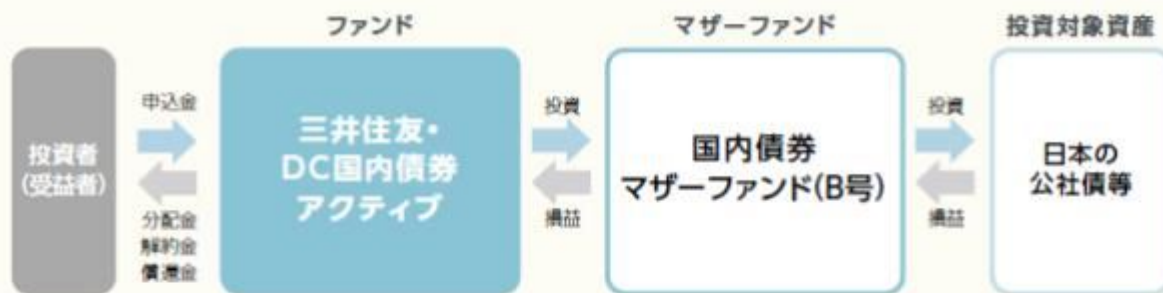 ファンド
マザーファンド
投資対象資産
投資者
(受益者)
申込金
分配金
解約金
償還金
三井住友・
DC国内債券
アクティブ
投資
損益
国内債券
マザーファンド(B号)
投資
損益
日本の
公社債等